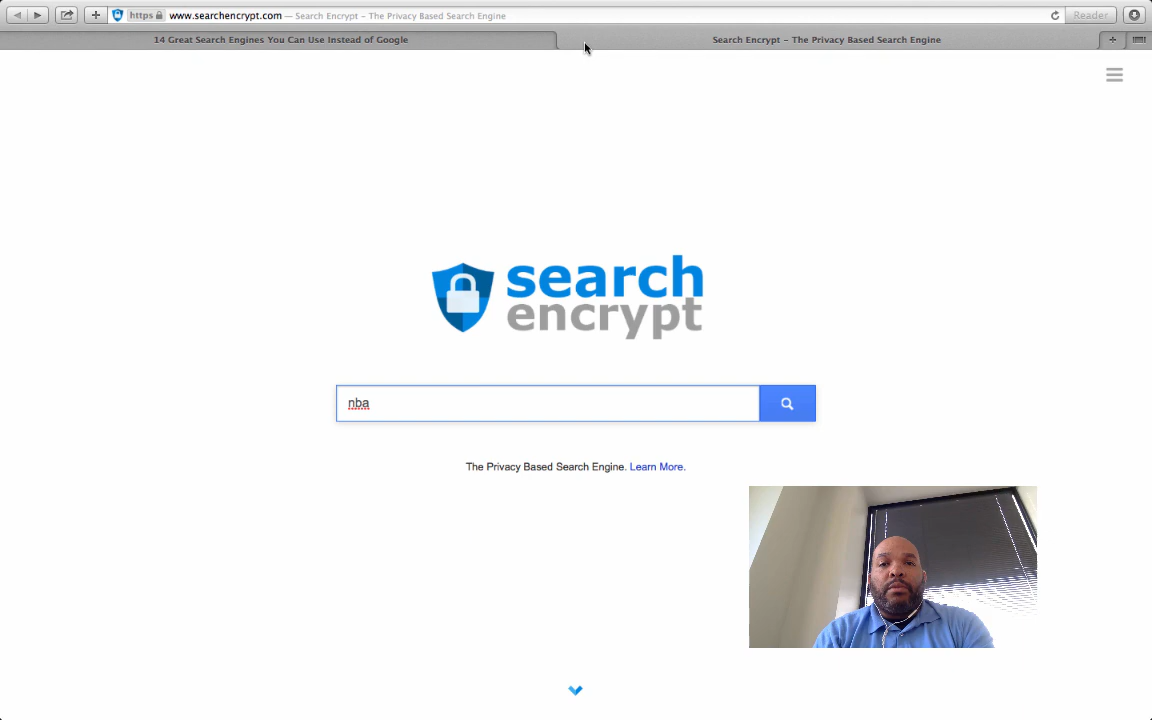 https www.searchencrypt.com — Search Encrypt – The Privacy Based Search Engine
Reader
14 Great Search Engines You Can Use Instead of Google
Search Encrypt – The Privacy Based Search Engine
search
encrypt
nba
The Privacy Based Search Engine. Learn More.